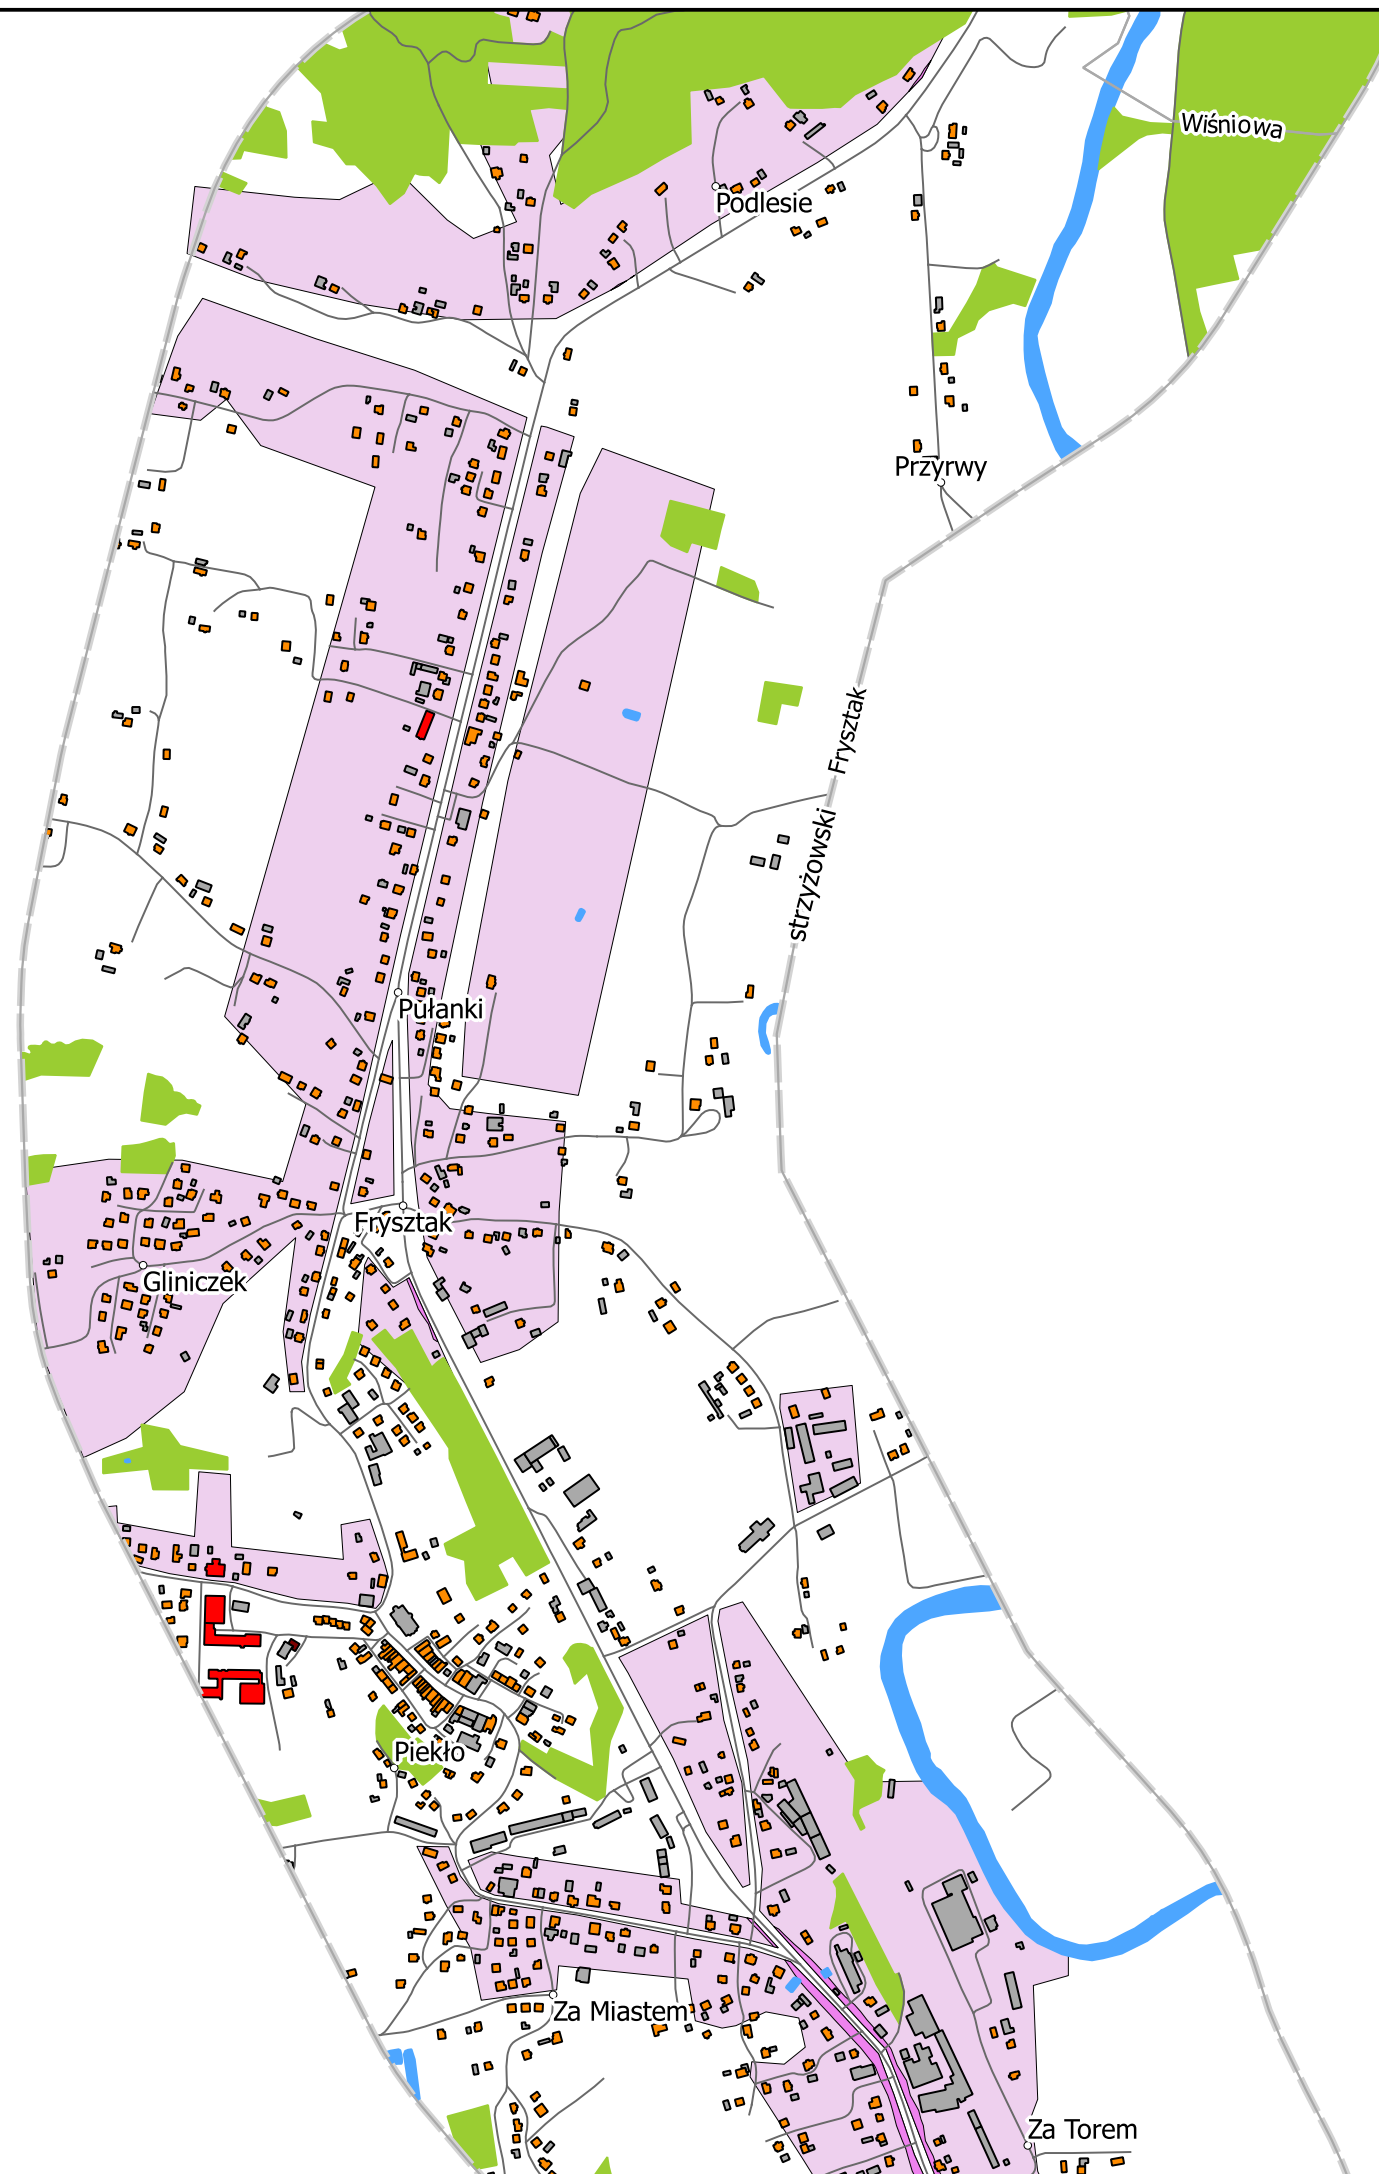 Wiśniowa
Podlesie
Przyrwy
strzyżowski Frysztak
Pułanki
Frysztak
Gliniczek
Piekło
Za Miastem
Za Torem